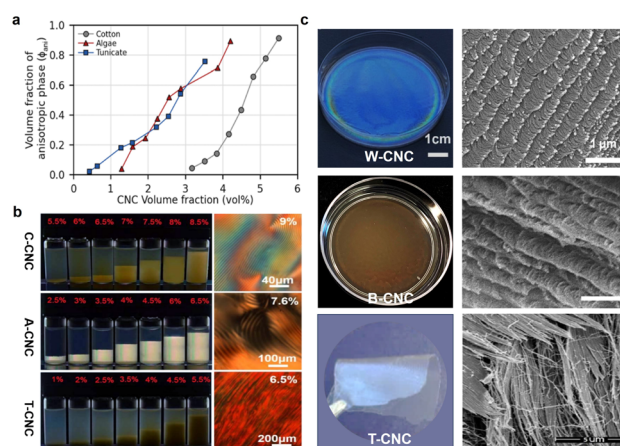 a
Volume fraction of
anisotropic phase (ϕani)
1.0
0.8
0.6
0.4
0.2
0.0
0 1 2 3 4 5 6
CNC Volume fraction (vol%)
Cotton
Algae
Tunicate
b
C-CNC
5.5% 6% 6.5% 7% 7.5% 8% 8.5%
9%
40μm
A-CNC
2.5% 3% 3.5% 4% 4.5% 6% 6.5%
7.6%
100μm
T-CNC
1% 2% 2.5% 3.5% 4% 4.5% 5.5%
6.5%
200μm
c
1cm
W-CNC
1 μm
B-CNC
T-CNC
5 μm